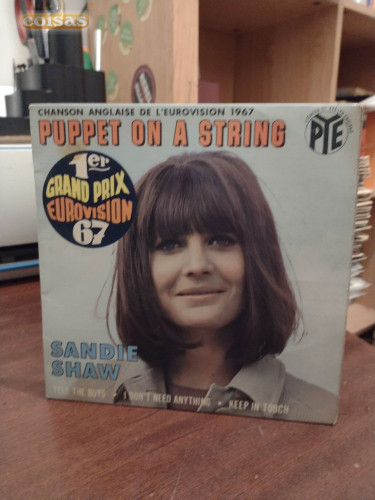 coisas
CHANSON ANGLAISE DE L'EUROVISION 1967
PUPPET ON A STRING
PYE
1er
GRAND PRIX
EUROVISION
67
SANDIE
SHAW
TELL THE BOYS - I DON'T NEED ANYTHING - KEEP IN TOUCH